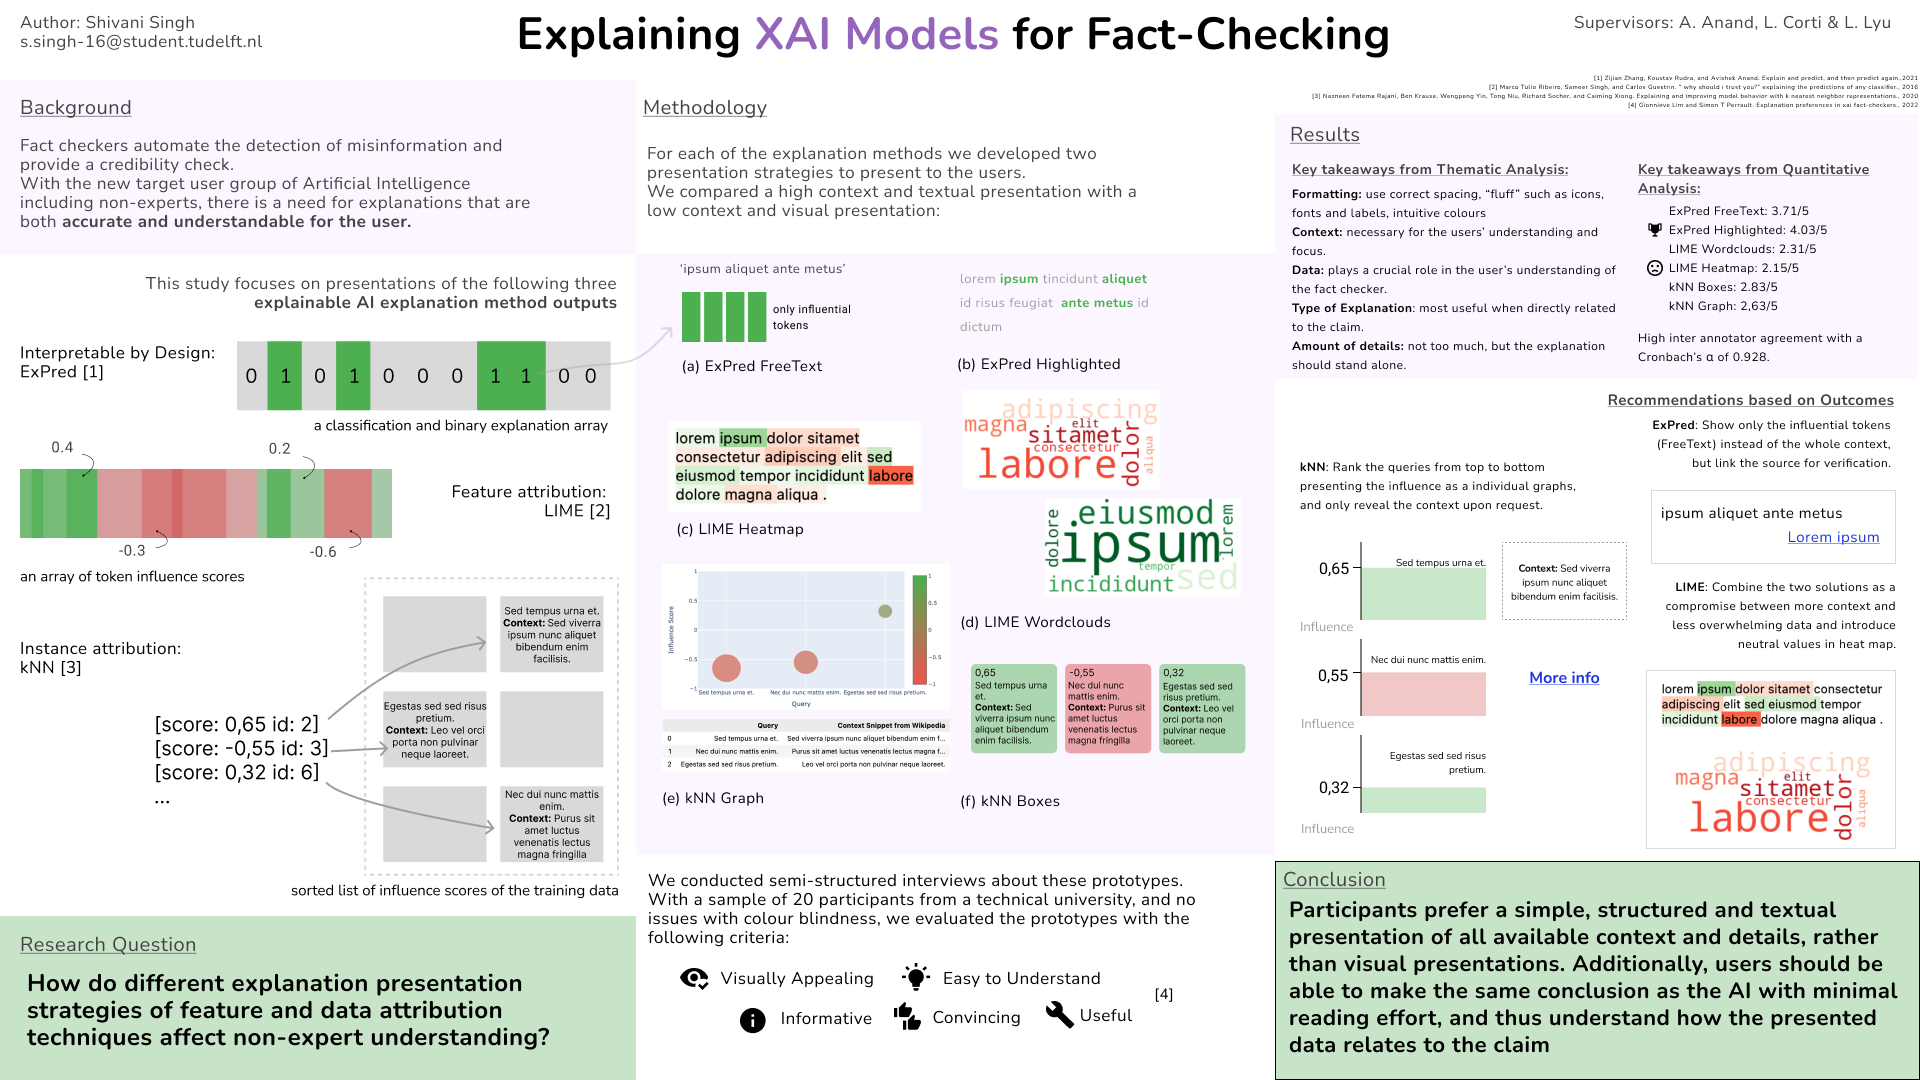 Author: Shivani Singh
s.singh-16@student.tudelft.nl
Explaining XAI Models for Fact-Checking
Supervisors: A. Anand, L. Corti & L. Lyu
[1] Zijian Zhang, Koustav Rudra, and Avishek Anand. Explain and predict, and then predict again.,2021
[2] Marco Tulio Ribeiro, Sameer Singh, and Carlos Guestrin. " why should i trust you?" explaining the predictions of any classifier., 2016
[3] Nazneen Fatema Rajani, Ben Krause, Wengpeng Yin, Tong Niu, Richard Socher, and Caiming Xiong. Explaining and improving model behavior with k nearest neighbor representations., 2020
[4] Gionnieve Lim and Simon T Perrault. Explanation preferences in xai fact-checkers., 2022
Background
Fact checkers automate the detection of misinformation and
provide a credibility check.
With the new target user group of Artificial Intelligence
including non-experts, there is a need for explanations that are
both accurate and understandable for the user.
This study focuses on presentations of the following three
explainable AI explanation method outputs
Interpretable by Design:
ExPred [1]
0 1 0 1 0 0 0 1 1 0 0
a classification and binary explanation array
0.4
0.2
-0.3
-0.6
Feature attribution:
LIME [2]
an array of token influence scores
Instance attribution:
kNN [3]
[score: 0,65 id: 2]
[score: -0,55 id: 3]
[score: 0,32 id: 6]
...
Sed tempus urna et.
Context: Sed viverra
ipsum nunc aliquet
bibendum enim
facilisis.
Egestas sed sed risus
pretium.
Context: Leo vel orci
porta non pulvinar
neque laoreet.
Nec dui nunc mattis
enim.
Context: Purus sit
amet luctus
venenatis lectus
magna fringilla
sorted list of influence scores of the training data
Research Question
How do different explanation presentation
strategies of feature and data attribution
techniques affect non-expert understanding?
Methodology
For each of the explanation methods we developed two
presentation strategies to present to the users.
We compared a high context and textual presentation with a
low context and visual presentation:
'ipsum aliquet ante metus'
only influential
tokens
(a) ExPred FreeText
lorem ipsum tincidunt aliquet
id risus feugiat ante metus id
dictum
(b) ExPred Highlighted
lorem ipsum dolor sitamet
consectetur adipiscing elit sed
eiusmod tempor incididunt labore
dolore magna aliqua .
(c) LIME Heatmap
adipiscing
magna
elit
sitamet
consectetur
labore
dolor
aliqua
dolore
eiusmod
ipsum
lorem
tempor
incididunt
sed
(d) LIME Wordclouds
Influence Score
1
0.5
0
−0.5
−1
Sed tempus urna et.
Nec dui nunc mattis enim.
Egestas sed sed risus pretium.
Query
1
0.5
0
−0.5
−1
Query Context Snippet from Wikipedia
0 Sed tempus urna et. Sed viverra ipsum nunc aliquet bibendum enim f...
1 Nec dui nunc mattis enim. Purus sit amet luctus venenatis lectus magna f...
2 Egestas sed sed risus pretium. Leo vel orci porta non pulvinar neque laoreet.
(e) kNN Graph
0,65
Sed tempus urna
et.
Context: Sed
viverra ipsum nunc
aliquet bibendum
enim facilisis.
-0,55
Nec dui nunc
mattis enim.
Context: Purus sit
amet luctus
venenatis lectus
magna fringilla
0,32
Egestas sed sed
risus pretium.
Context: Leo vel
orci porta non
pulvinar neque
laoreet.
(f) kNN Boxes
We conducted semi-structured interviews about these prototypes.
With a sample of 20 participants from a technical university, and no
issues with colour blindness, we evaluated the prototypes with the
following criteria:
Visually Appealing
Easy to Understand
Informative
Convincing
Useful
[4]
Results
Key takeaways from Thematic Analysis:
Formatting: use correct spacing, “fluff” such as icons,
fonts and labels, intuitive colours
Context: necessary for the users’ understanding and
focus.
Data: plays a crucial role in the user’s understanding of
the fact checker.
Type of Explanation: most useful when directly related
to the claim.
Amount of details: not too much, but the explanation
should stand alone.
Key takeaways from Quantitative
Analysis:
ExPred FreeText: 3.71/5
ExPred Highlighted: 4.03/5
LIME Wordclouds: 2.31/5
LIME Heatmap: 2.15/5
kNN Boxes: 2.83/5
kNN Graph: 2,63/5
High inter annotator agreement with a
Cronbach’s α of 0.928.
Recommendations based on Outcomes
kNN: Rank the queries from top to bottom
presenting the influence as a individual graphs,
and only reveal the context upon request.
0,65
Sed tempus urna et.
Influence
Context: Sed viverra
ipsum nunc aliquet
bibendum enim facilisis.
0,55
Nec dui nunc mattis enim.
Influence
More info
0,32
Egestas sed sed risus
pretium.
Influence
ExPred: Show only the influential tokens
(FreeText) instead of the whole context,
but link the source for verification.
ipsum aliquet ante metus
Lorem ipsum
LIME: Combine the two solutions as a
compromise between more context and
less overwhelming data and introduce
neutral values in heat map.
lorem ipsum dolor sitamet consectetur
adipiscing elit sed eiusmod tempor
incididunt labore dolore magna aliqua .
adipiscing
magna
elit
sitamet
consectetur
labore
dolor
aliqua
Conclusion
Participants prefer a simple, structured and textual
presentation of all available context and details, rather
than visual presentations. Additionally, users should be
able to make the same conclusion as the AI with minimal
reading effort, and thus understand how the presented
data relates to the claim